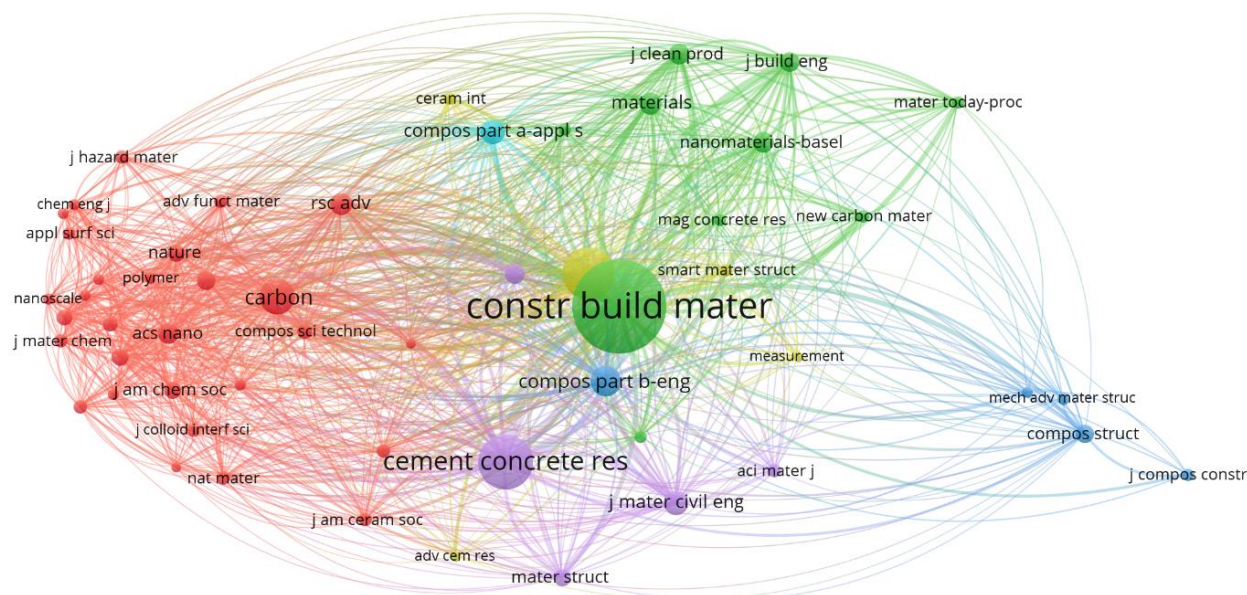 j clean prod
j build eng
ceram int
materials
mater today-proc
compos part a-appl s
nanomaterials-basel
j hazard mater
chem eng j
adv funct mater
rsc adv
mag concrete res
new carbon mater
appl surf sci
nature
smart mater struct
polymer
nanoscale
carbon
constr build mater
acs nano
compos sci technol
j mater chem
measurement
compos part b-eng
j am chem soc
mech adv mater struc
j colloid interf sci
compos struct
cement concrete res
aci mater j
j compos constr
nat mater
j mater civil eng
j am ceram soc
adv cem res
mater struct